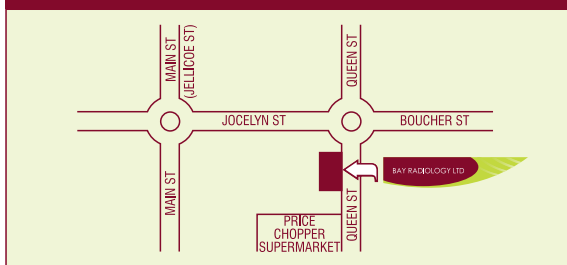 MAIN ST
(JELLICOE ST)
QUEEN ST
JOCELYN ST
BOUCHER ST
BAY RADIOLOGY LTD
MAIN ST
QUEEN ST
PRICE
CHOPPER
SUPERMARKET